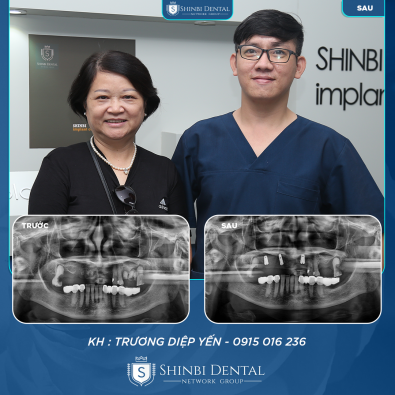 SHINBI DENTAL
NETWORK GROUP
SAU
SHINBI
implan
TRƯỚC
SAU
KH : TRƯƠNG DIỆP YẾN - 0915 016 236
SHINBI DENTAL
NETWORK GROUP